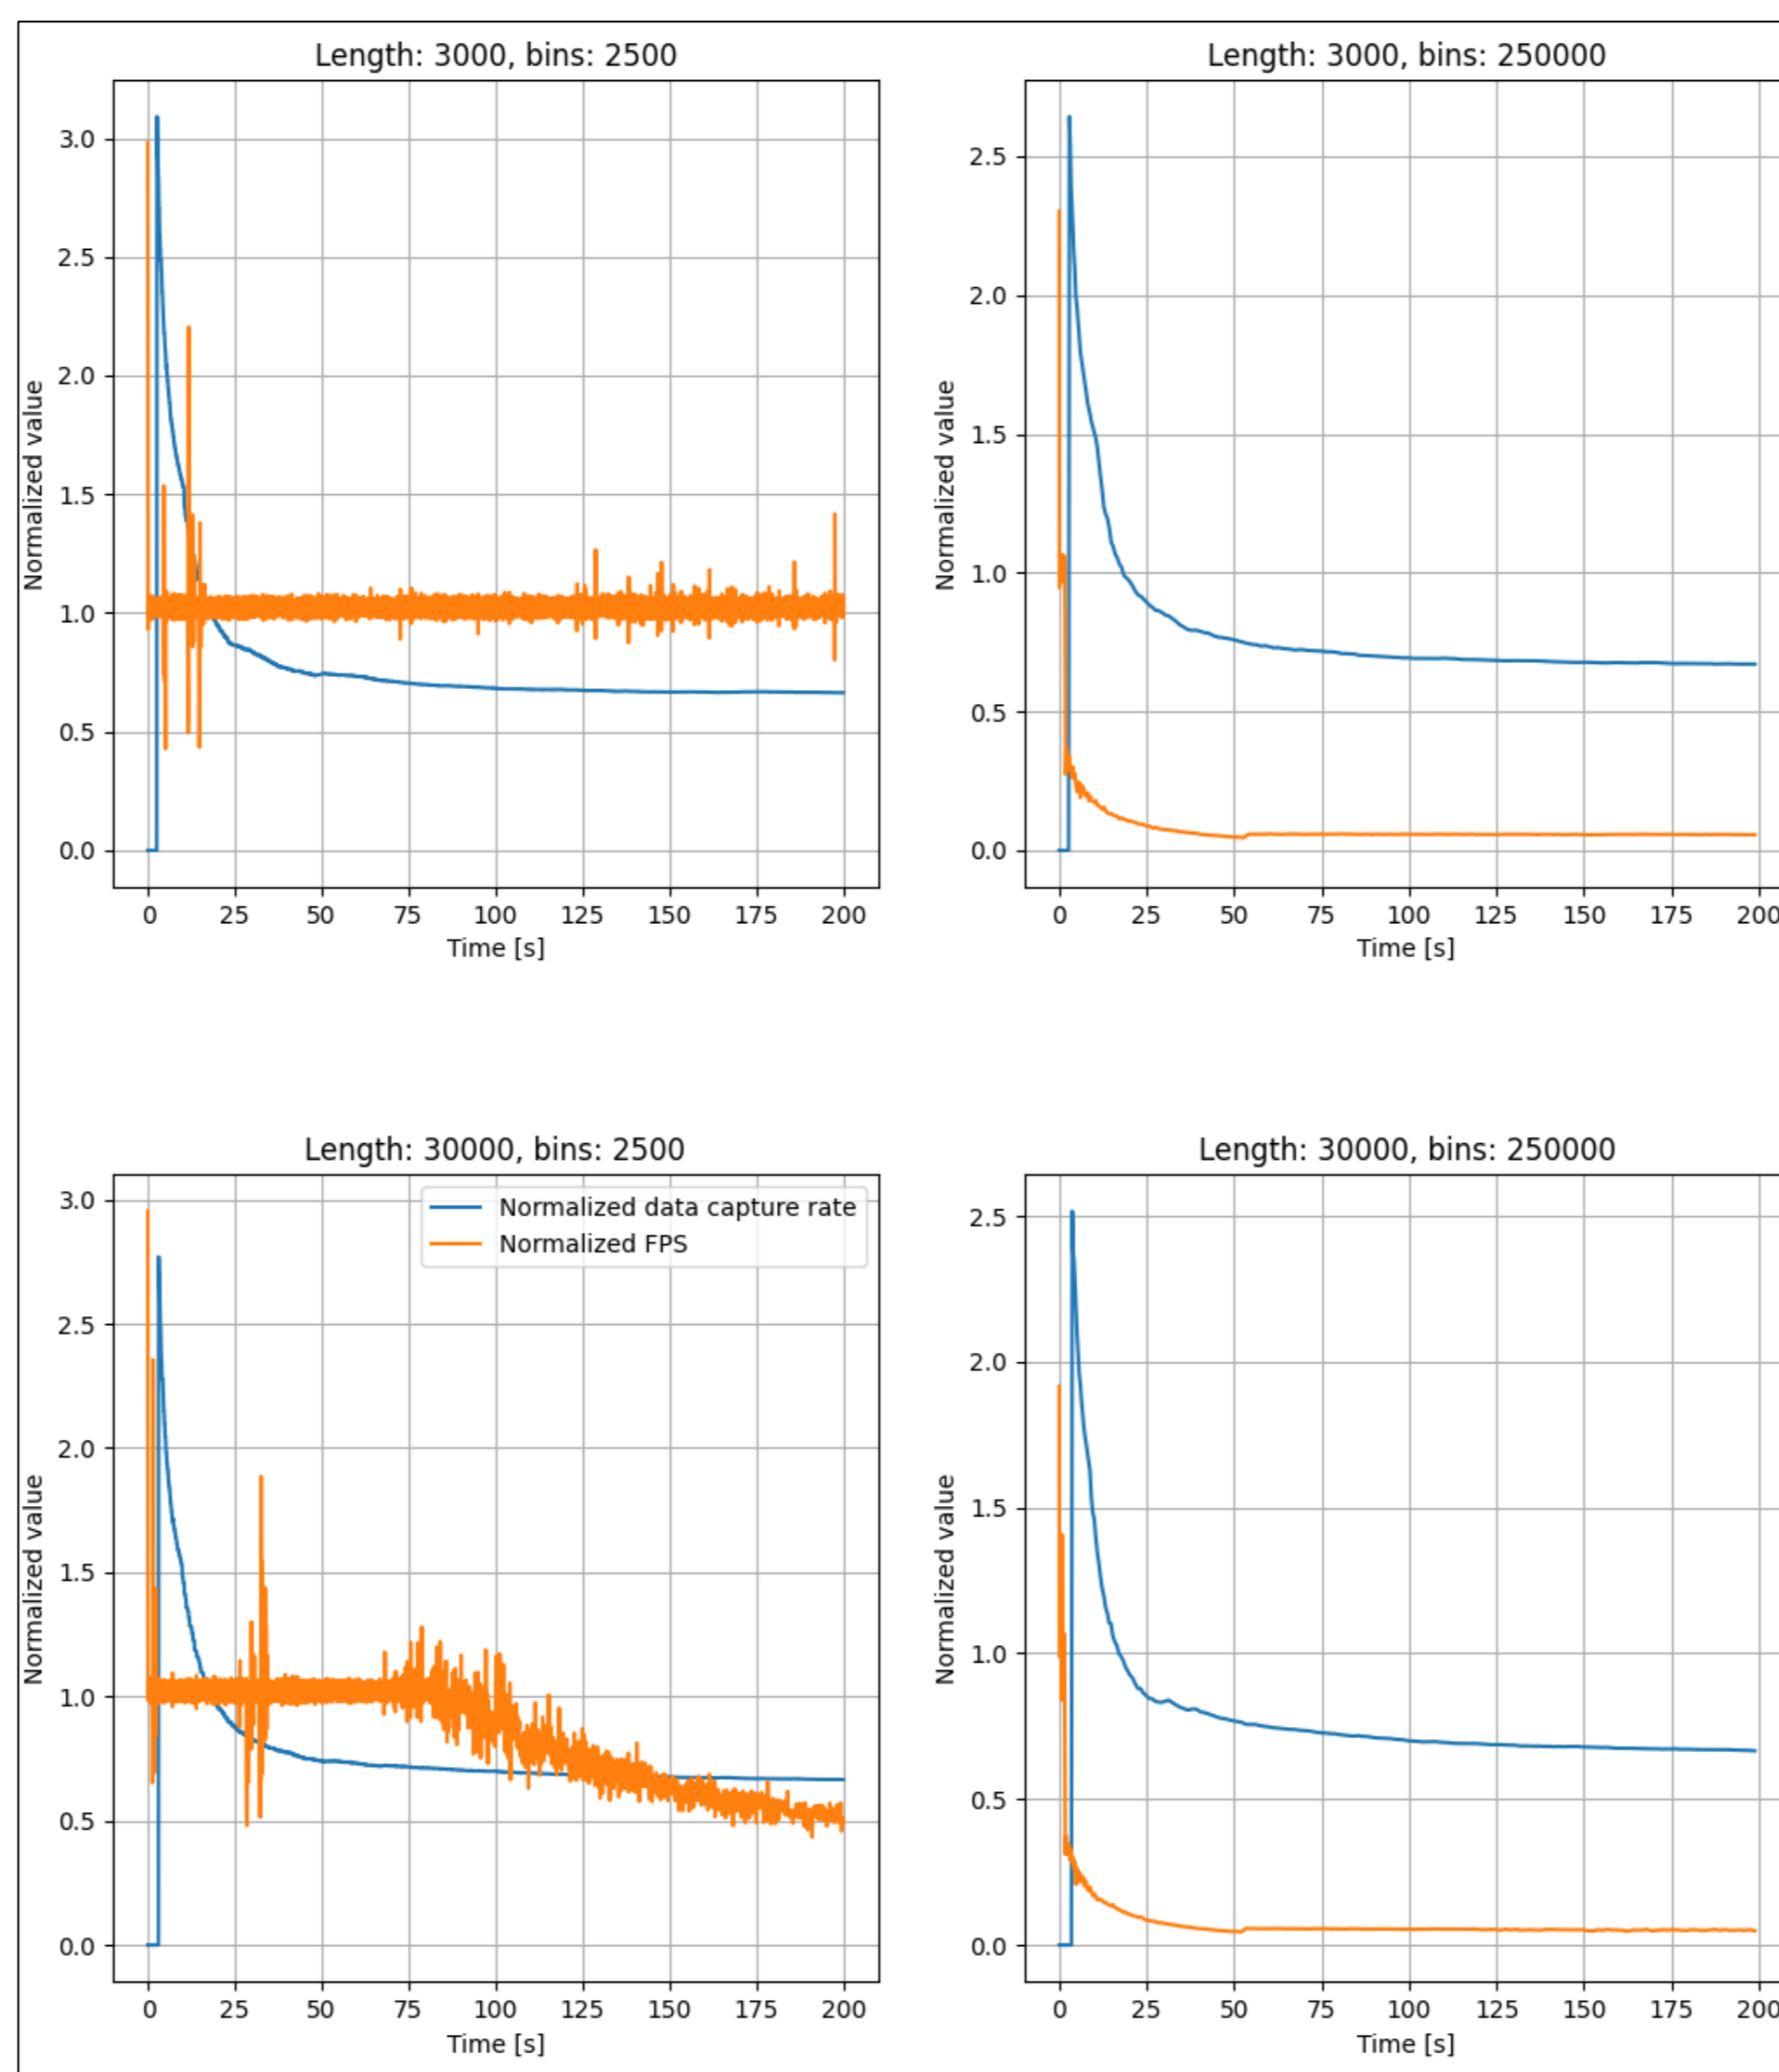 Length: 3000, bins: 2500
3.0
2.5
2.0
1.5
1.0
0.5
0.0
Normalized value
0 25 50 75 100 125 150 175 200
Time [s]
Length: 3000, bins: 250000
2.5
2.0
1.5
1.0
0.5
0.0
Normalized value
0 25 50 75 100 125 150 175 200
Time [s]
Length: 30000, bins: 2500
Normalized data capture rate
Normalized FPS
3.0
2.5
2.0
1.5
1.0
0.5
0.0
Normalized value
0 25 50 75 100 125 150 175 200
Time [s]
Length: 30000, bins: 250000
2.5
2.0
1.5
1.0
0.5
0.0
Normalized value
0 25 50 75 100 125 150 175 200
Time [s]